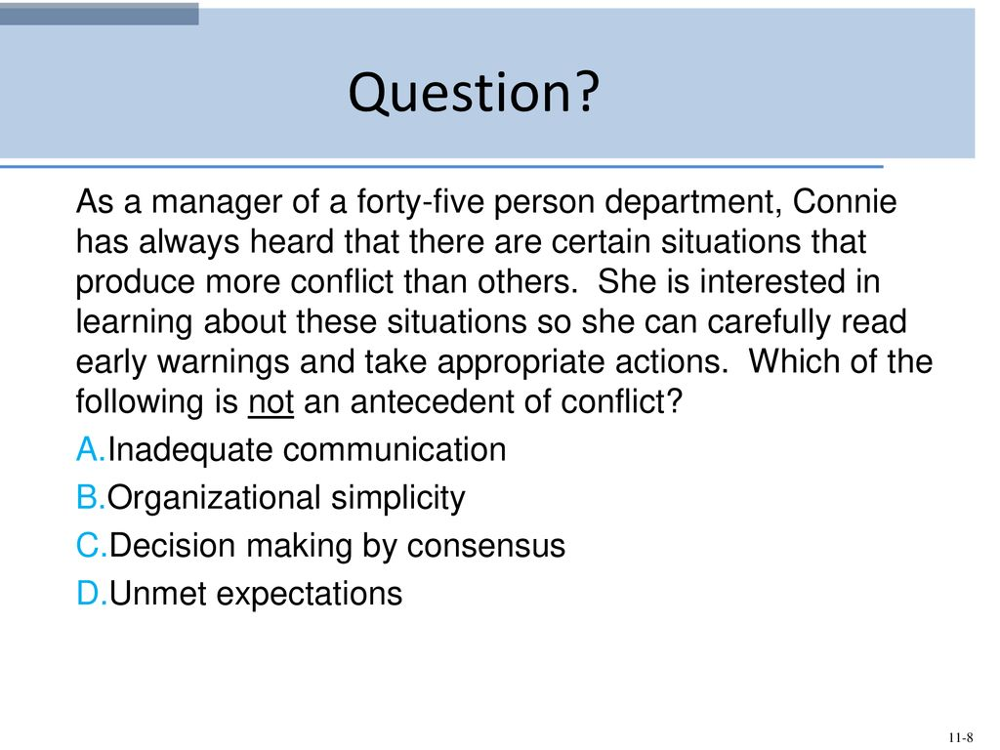 Question?
As a manager of a forty-five person department, Connie
has always heard that there are certain situations that
produce more conflict than others.  She is interested in
learning about these situations so she can carefully read
early warnings and take appropriate actions.  Which of the
following is not an antecedent of conflict?
A.Inadequate communication
B.Organizational simplicity
C.Decision making by consensus
D.Unmet expectations
11-8